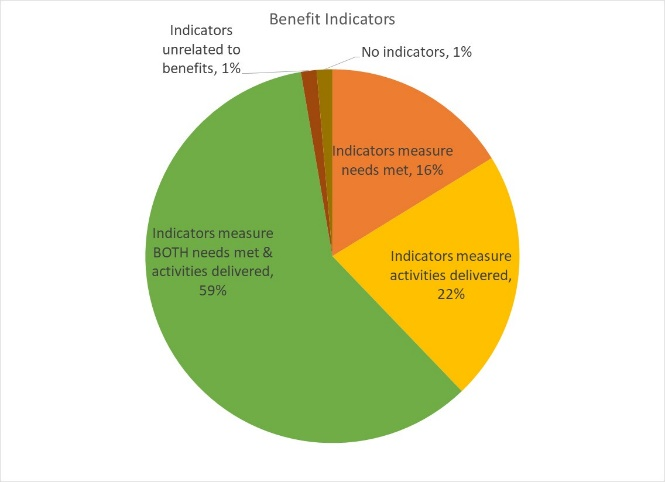 Benefit Indicators
Indicators
unrelated to
benefits, 1%
No indicators, 1%
Indicators measure
needs met, 16%
Indicators measure
BOTH needs met &
activities delivered,
59%
Indicators measure
activities delivered,
22%